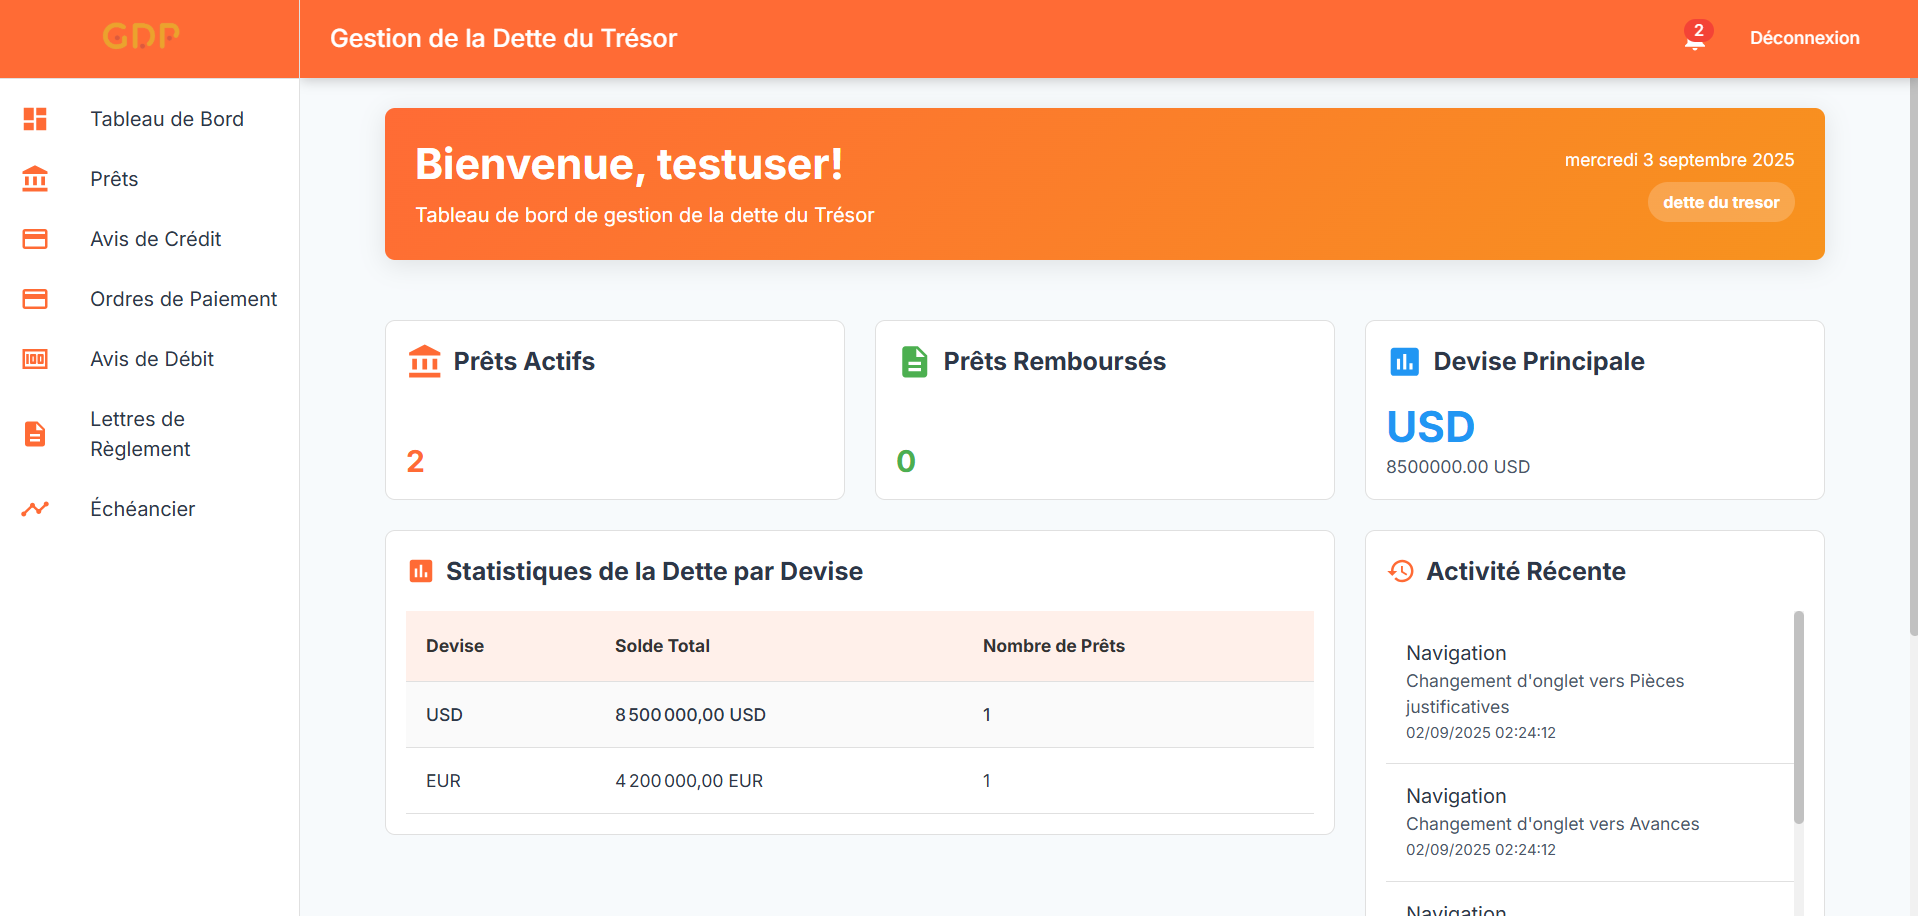 GDP
Gestion de la Dette du Trésor
2
Déconnexion
Tableau de Bord
Prêts
Avis de Crédit
Ordres de Paiement
Avis de Débit
Lettres de
Règlement
Échéancier
Bienvenue, testuser!
Tableau de bord de gestion de la dette du Trésor
mercredi 3 septembre 2025
dette du tresor
Prêts Actifs
2
Prêts Remboursés
0
Devise Principale
USD
8500000.00 USD
Statistiques de la Dette par Devise
Devise Solde Total Nombre de Prêts
USD 8 500 000,00 USD 1
EUR 4 200 000,00 EUR 1
Activité Récente
Navigation
Changement d'onglet vers Pièces
justificatives
02/09/2025 02:24:12
Navigation
Changement d'onglet vers Avances
02/09/2025 02:24:12
Navigation